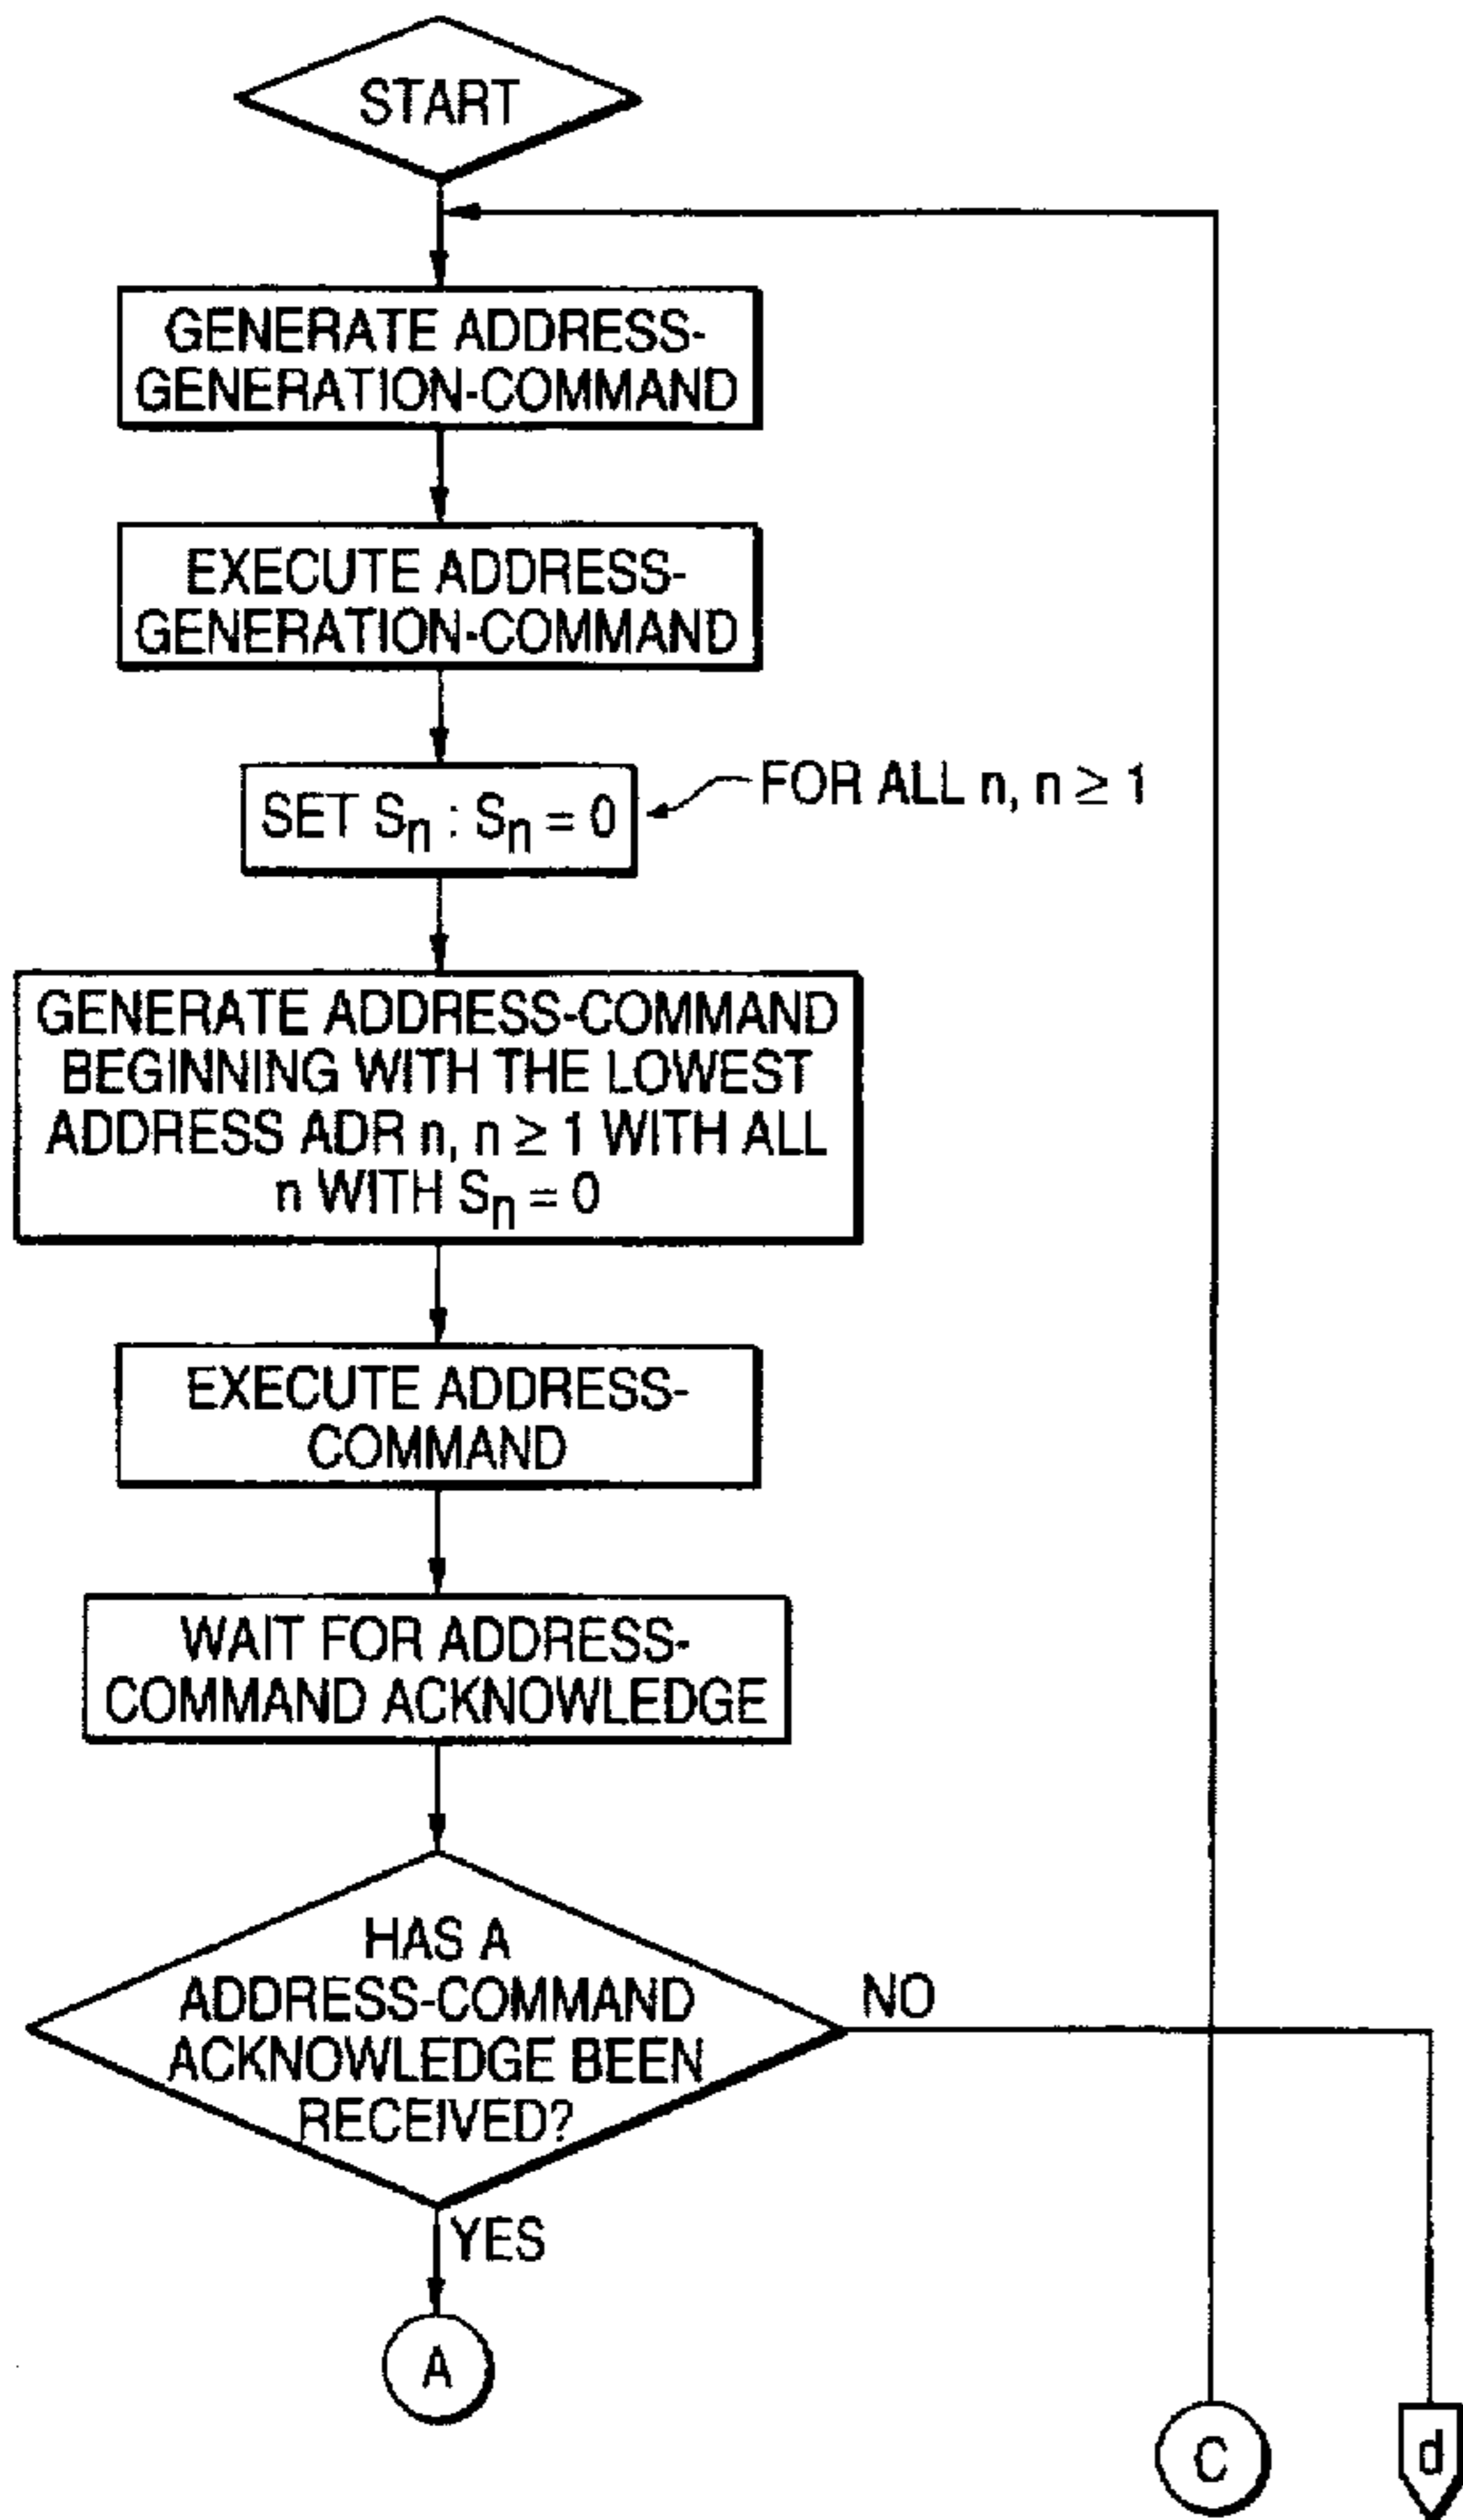 START
GENERATE ADDRESS-
GENERATION-COMMAND
EXECUTE ADDRESS-
GENERATION-COMMAND
SET Sn : Sn = 0
FOR ALL n, n ≥ 1
GENERATE ADDRESS-COMMAND
BEGINNING WITH THE LOWEST
ADDRESS ADR n, n ≥ 1 WITH ALL
n WITH Sn = 0
EXECUTE ADDRESS-
COMMAND
WAIT FOR ADDRESS-
COMMAND ACKNOWLEDGE
HAS A
ADDRESS-COMMAND
ACKNOWLEDGE BEEN
RECEIVED?
NO
YES
A
C
d